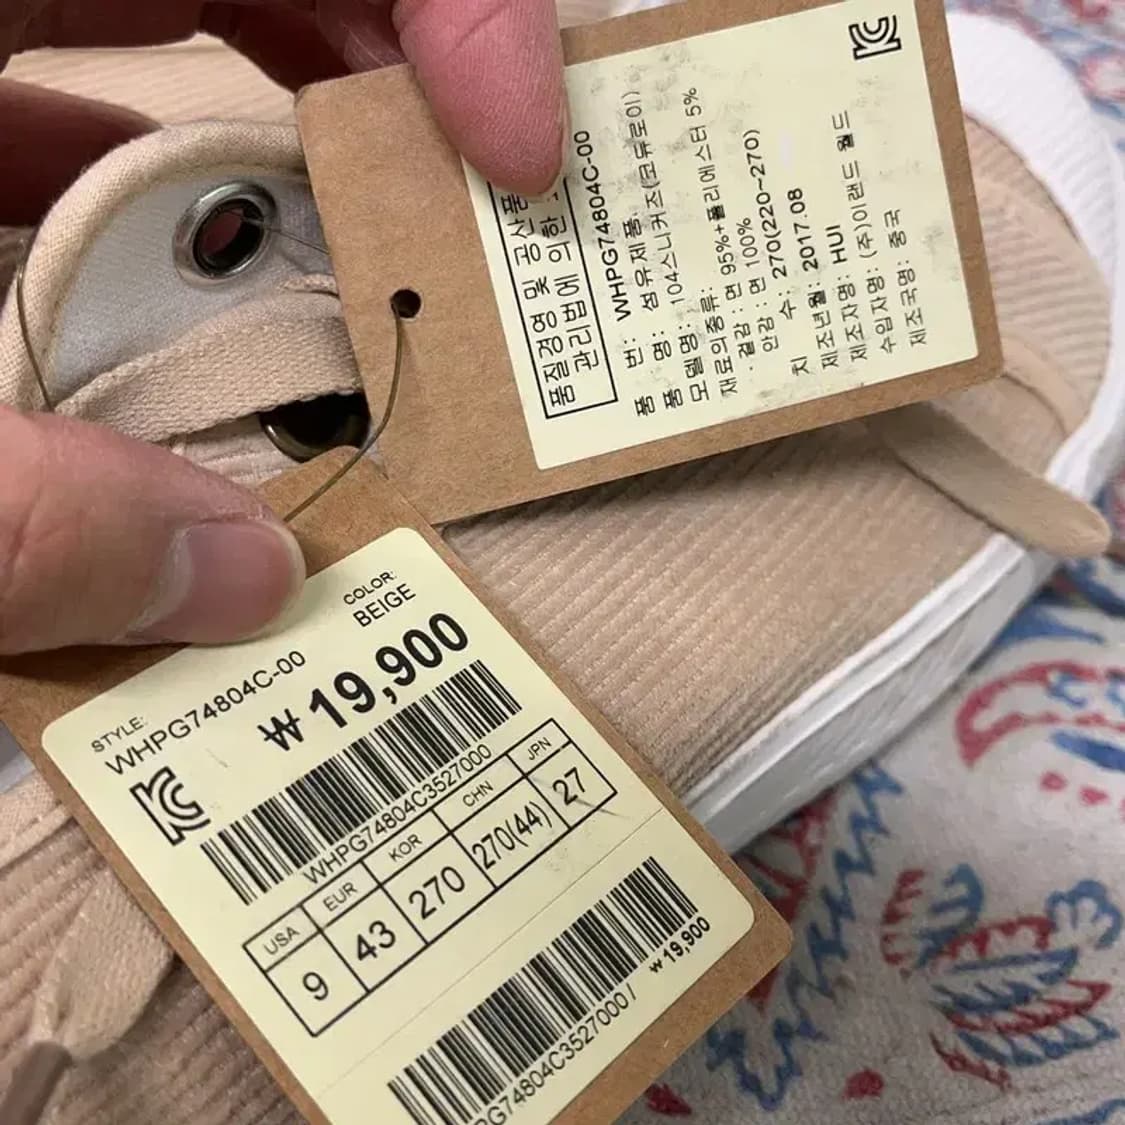 품질경영 및 공산품
관리법에 의한
품 번: WHPG74804C-00
품 명: 섬유제품.
모델명: 104스니커즈(코듀로이)
재료의종류:
· 겉감: 면 95%+폴리에스터 5%
안감: 면 100%
치 수: 270(220~270)
제조년월: 2017.08
제조자명: HUI
수입자명: (주)이랜드 월드
제조국명: 중국
STYLE:
WHPG74804C-00
COLOR:
BEIGE
₩19,900
WHPG74804C3527000
USA EUR KOR CHN JPN
9 43 270 270(44) 27
₩19,900
PG74804C3527000